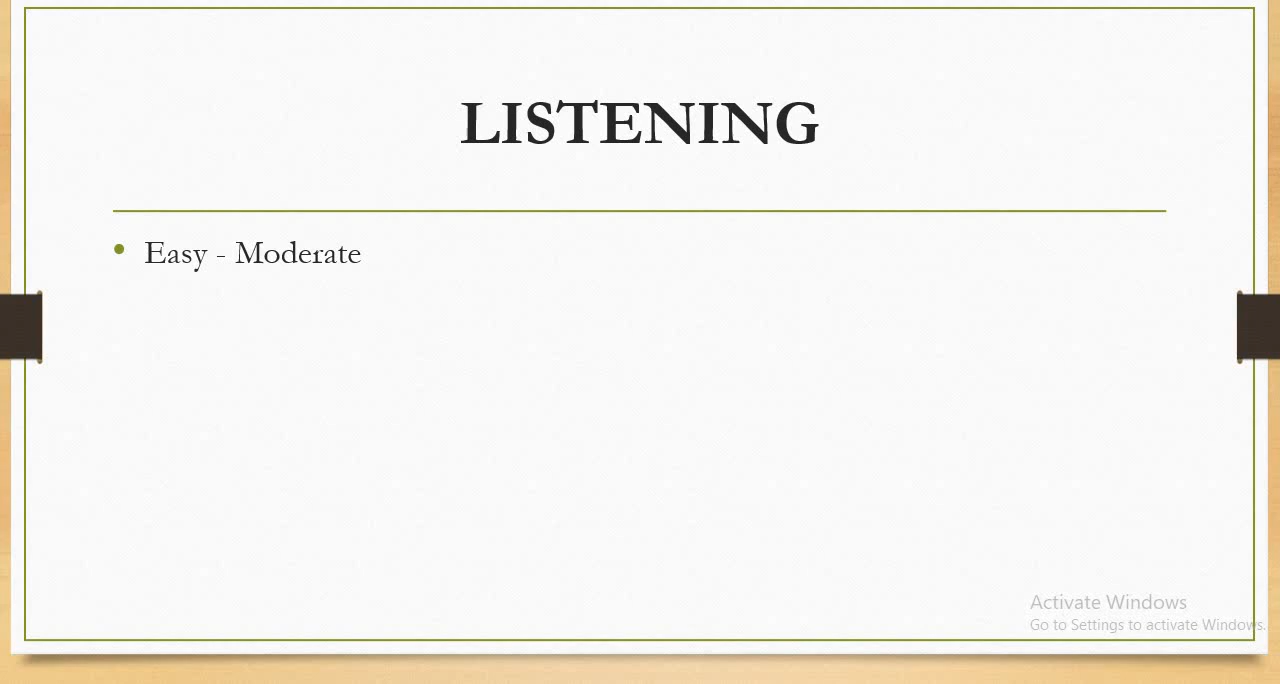 LISTENING
• Easy - Moderate
Activate Windows
Go to Settings to activate Windows.